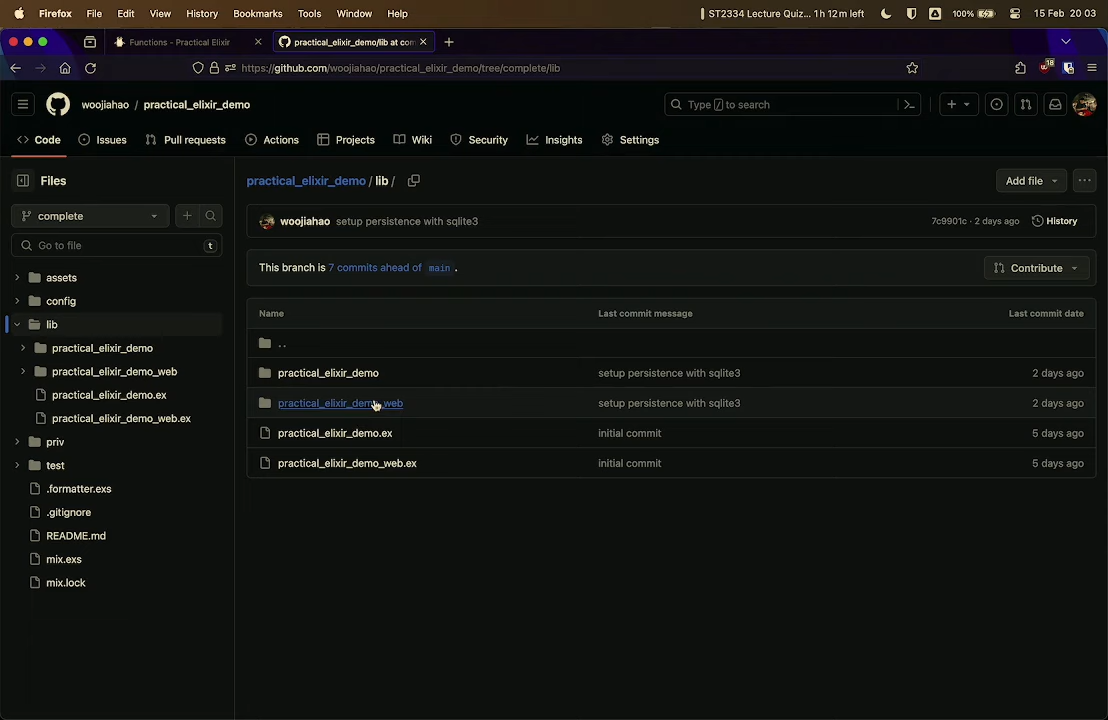 Firefox File Edit View History Bookmarks Tools Window Help ST2334 Lecture Quiz... 1h 12m left 100% 15 Feb 20 03
Functions - Practical Elixir practical_elixir_demo/lib at com
https://github.com/woojiahao/practical_elixir_demo/tree/complete/lib 18
woojiahao / practical_elixir_demo Type / to search
Code Issues Pull requests Actions Projects Wiki Security Insights Settings
Files practical_elixir_demo / lib / Add file
complete
woojiahao setup persistence with sqlite3 7c9901c · 2 days ago History
Go to file t
This branch is 7 commits ahead of main . Contribute
assets
config
lib
practical_elixir_demo
practical_elixir_demo_web
practical_elixir_demo.ex
practical_elixir_demo_web.ex
priv
test
.formatter.exs
.gitignore
README.md
mix.exs
mix.lock
Name Last commit message Last commit date
..
practical_elixir_demo setup persistence with sqlite3 2 days ago
practical_elixir_demo_web setup persistence with sqlite3 2 days ago
practical_elixir_demo.ex initial commit 5 days ago
practical_elixir_demo_web.ex initial commit 5 days ago